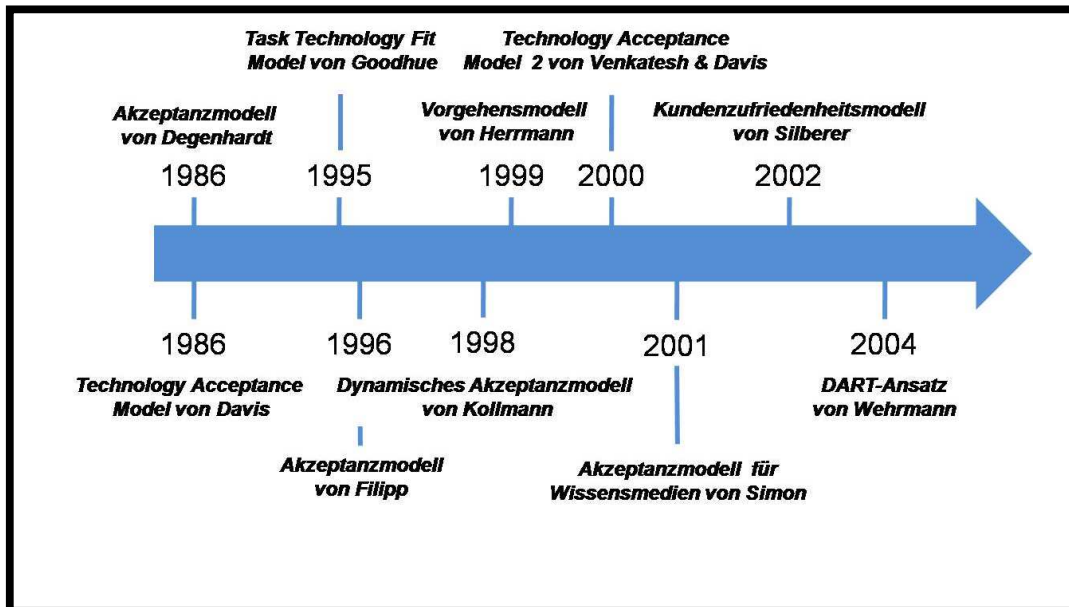 Task Technology Fit
Model von Goodhue
Technology Acceptance
Model 2 von Venkatesh & Davis
Akzeptanzmodell
von Degenhardt
Vorgehensmodell
von Herrmann
Kundenzufriedenheitsmodell
von Silberer
1986
1995
1999
2000
2002
1986
1996
1998
2001
2004
Technology Acceptance
Model von Davis
Dynamisches Akzeptanzmodell
von Kollmann
DART-Ansatz
von Wehrmann
Akzeptanzmodell
von Filipp
Akzeptanzmodell für
Wissensmedien von Simon